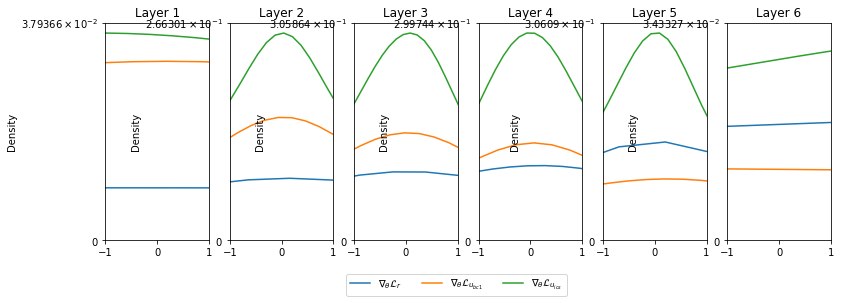 Layer 1
Layer 2
Layer 3
Layer 4
Layer 5
Layer 6
3.79366 × 10⁻²
2.66301 × 10⁻¹
3.05864 × 10⁻¹
2.99744 × 10⁻¹
3.0609 × 10⁻¹
3.43327 × 10⁻²
Density
Density
Density
Density
Density
Density
0
0
0
0
0
0
−1 0 1
−1 0 1
−1 0 1
−1 0 1
−1 0 1
−1 0 1
∇θ ℒr ∇θ ℒu_bc1 ∇θ ℒu_ics